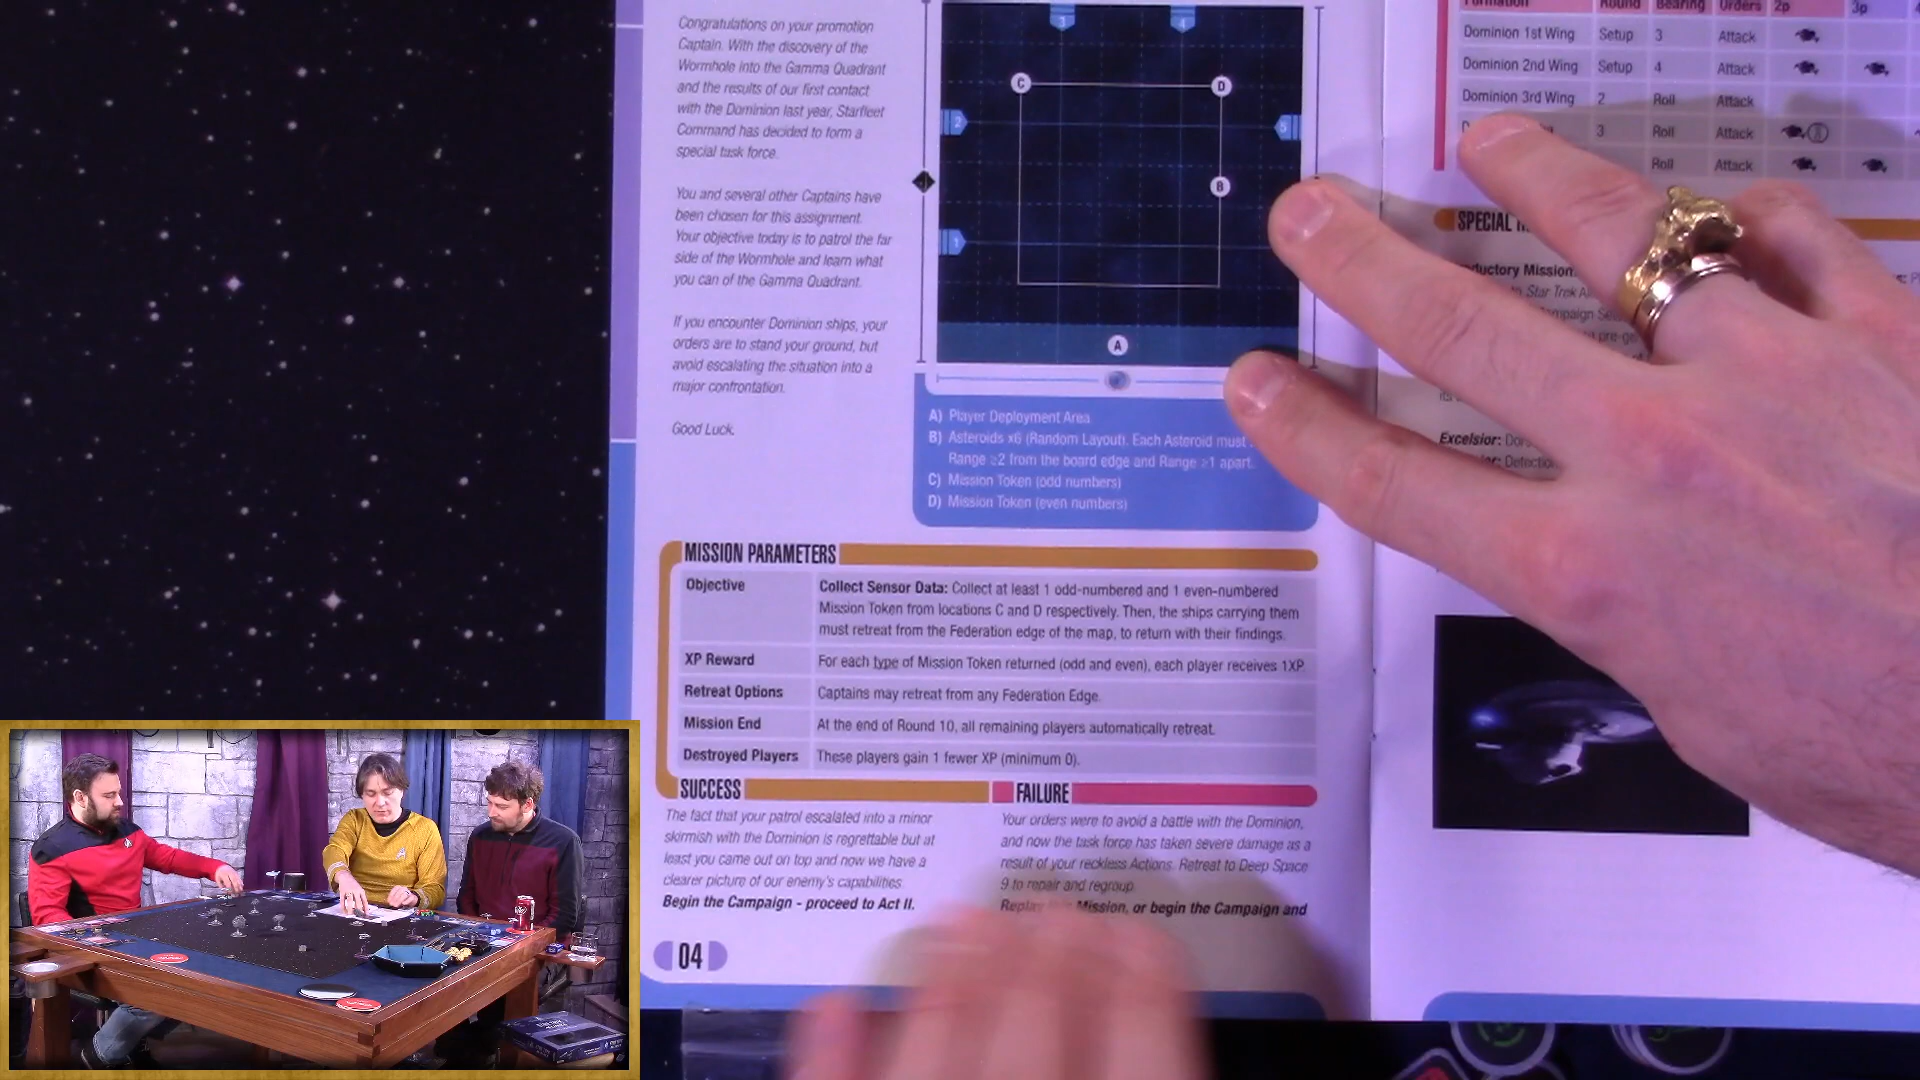 Congratulations on your promotion
Captain. With the discovery of the
Wormhole into the Gamma Quadrant
and the results of our first contact
with the Dominion last year, Starfleet
Command has decided to form a
special task force.
You and several other Captains have
been chosen for this assignment.
Your objective today is to patrol the far
side of the Wormhole and learn what
you can of the Gamma Quadrant.
If you encounter Dominion ships, your
orders are to stand your ground, but
avoid escalating the situation into a
major confrontation.
Good Luck.
3
4
C
D
2
5
B
1
A
A) Player Deployment Area
B) Asteroids x6 (Random Layout). Each Asteroid must
Range ≥2 from the board edge and Range ≥1 apart.
C) Mission Token (odd numbers)
D) Mission Token (even numbers)
MISSION PARAMETERS
Objective
Collect Sensor Data: Collect at least 1 odd-numbered and 1 even-numbered
Mission Token from locations C and D respectively. Then, the ships carrying them
must retreat from the Federation edge of the map, to return with their findings.
XP Reward
For each type of Mission Token returned (odd and even), each player receives 1XP.
Retreat Options
Captains may retreat from any Federation Edge.
Mission End
At the end of Round 10, all remaining players automatically retreat.
Destroyed Players
These players gain 1 fewer XP (minimum 0).
SUCCESS
The fact that your patrol escalated into a minor
skirmish with the Dominion is regrettable but at
least you came out on top and now we have a
clearer picture of our enemy's capabilities.
Begin the Campaign - proceed to Act II.
FAILURE
Your orders were to avoid a battle with the Dominion,
and now the task force has taken severe damage as a
result of your reckless Actions. Retreat to Deep Space
9 to repair and regroup.
Replay this Mission, or begin the Campaign and
04
Formation Round Bearing Orders 2p 3p
Dominion 1st Wing Setup 3 Attack
Dominion 2nd Wing Setup 4 Attack
Dominion 3rd Wing 2 Roll Attack
3 Roll Attack
Roll Attack
SPECIAL
Mission
Star Trek
Excelsior:
Detection